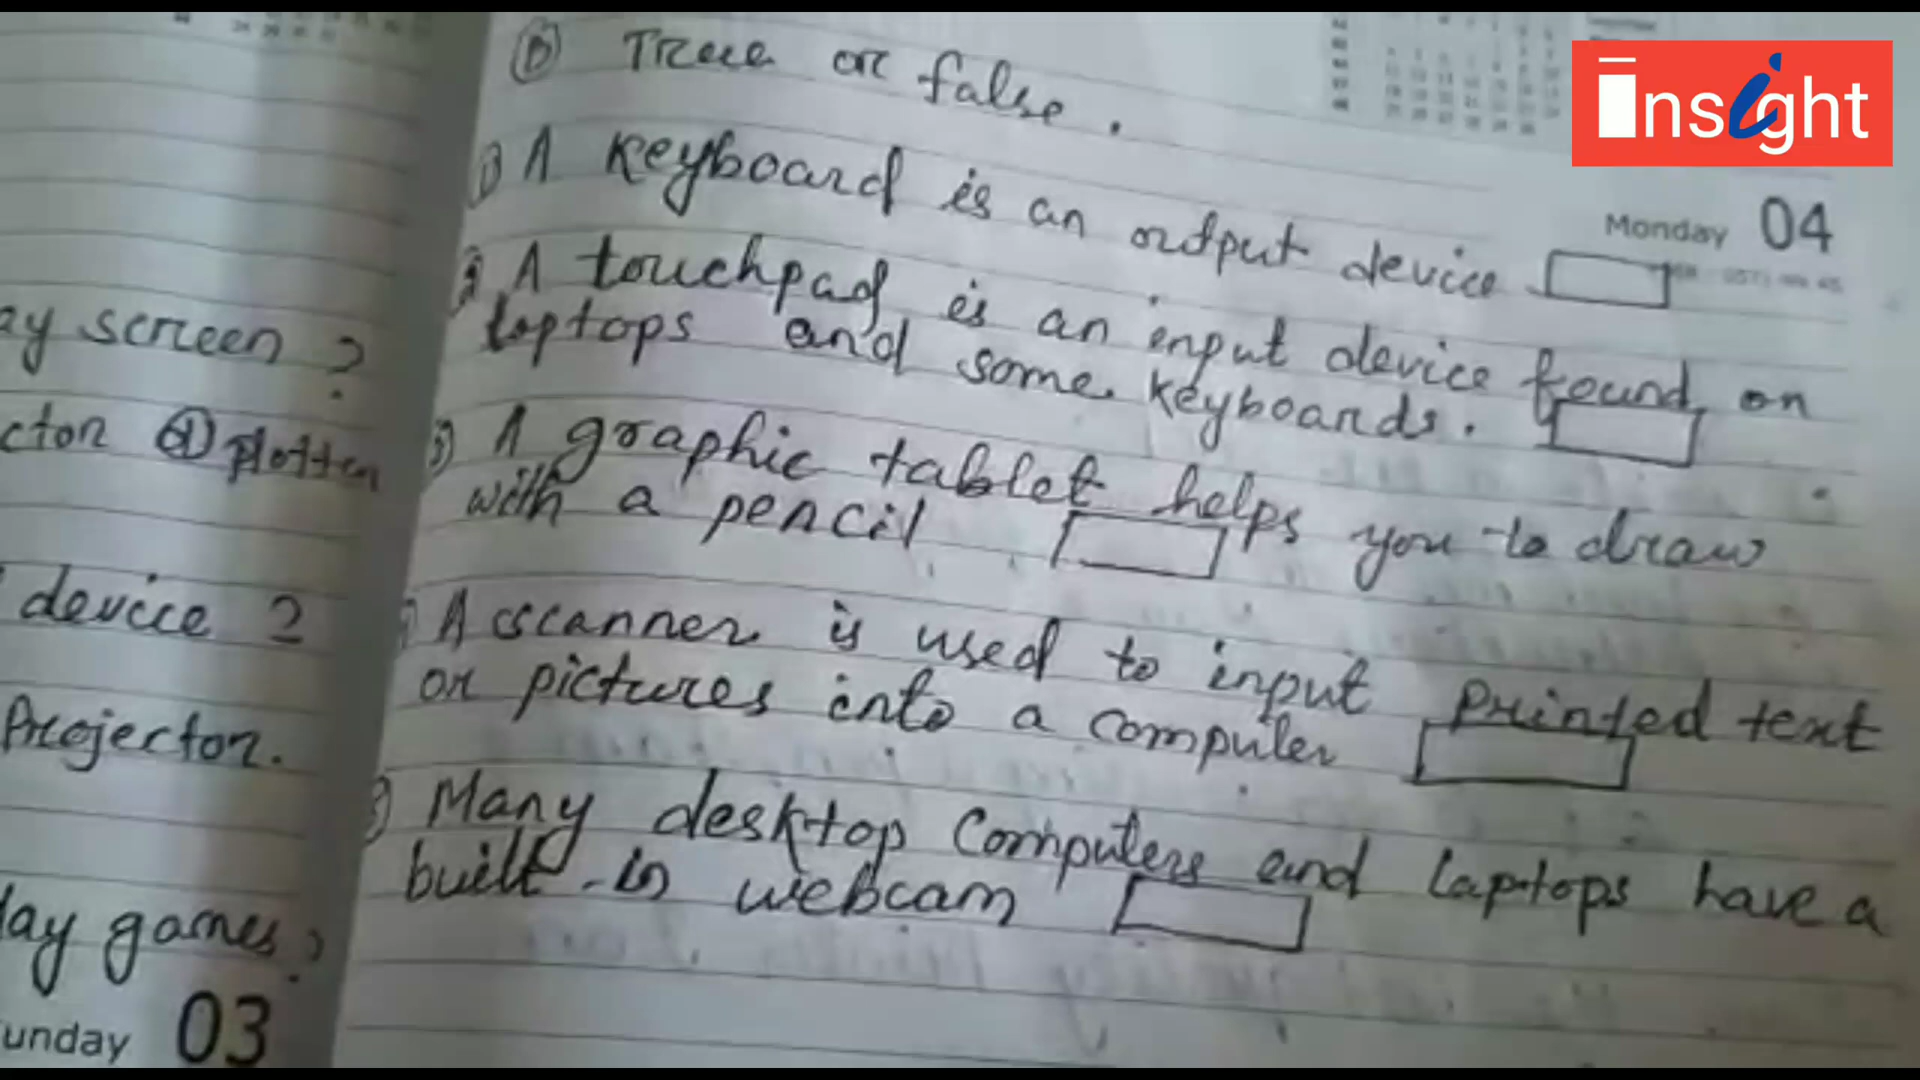 Insight
ay screen ?
ctor ④ plotter
device ?
Projector.
lay games ?
unday 03
Ⓑ True or false.
1) A keyboard is an output device
Monday 04
2) A touchpad is an input device found on
laptops and some keyboards.
3) A graphic tablet helps you to draw
with a pencil
A scanner is used to input printed text
or pictures into a computer
Many desktop computers and laptops have a
built-in webcam